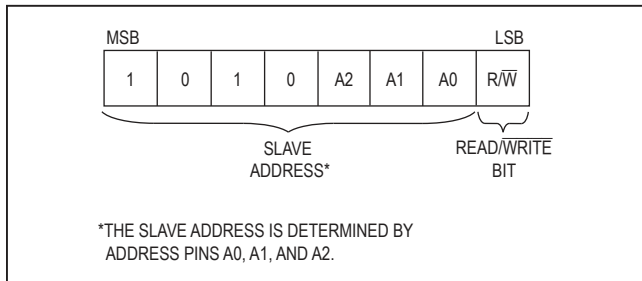 MSB LSB
1 0 1 0 A2 A1 A0 R/W̅
SLAVE READ/W̅R̅I̅T̅E̅
ADDRESS* BIT
*THE SLAVE ADDRESS IS DETERMINED BY
ADDRESS PINS A0, A1, AND A2.